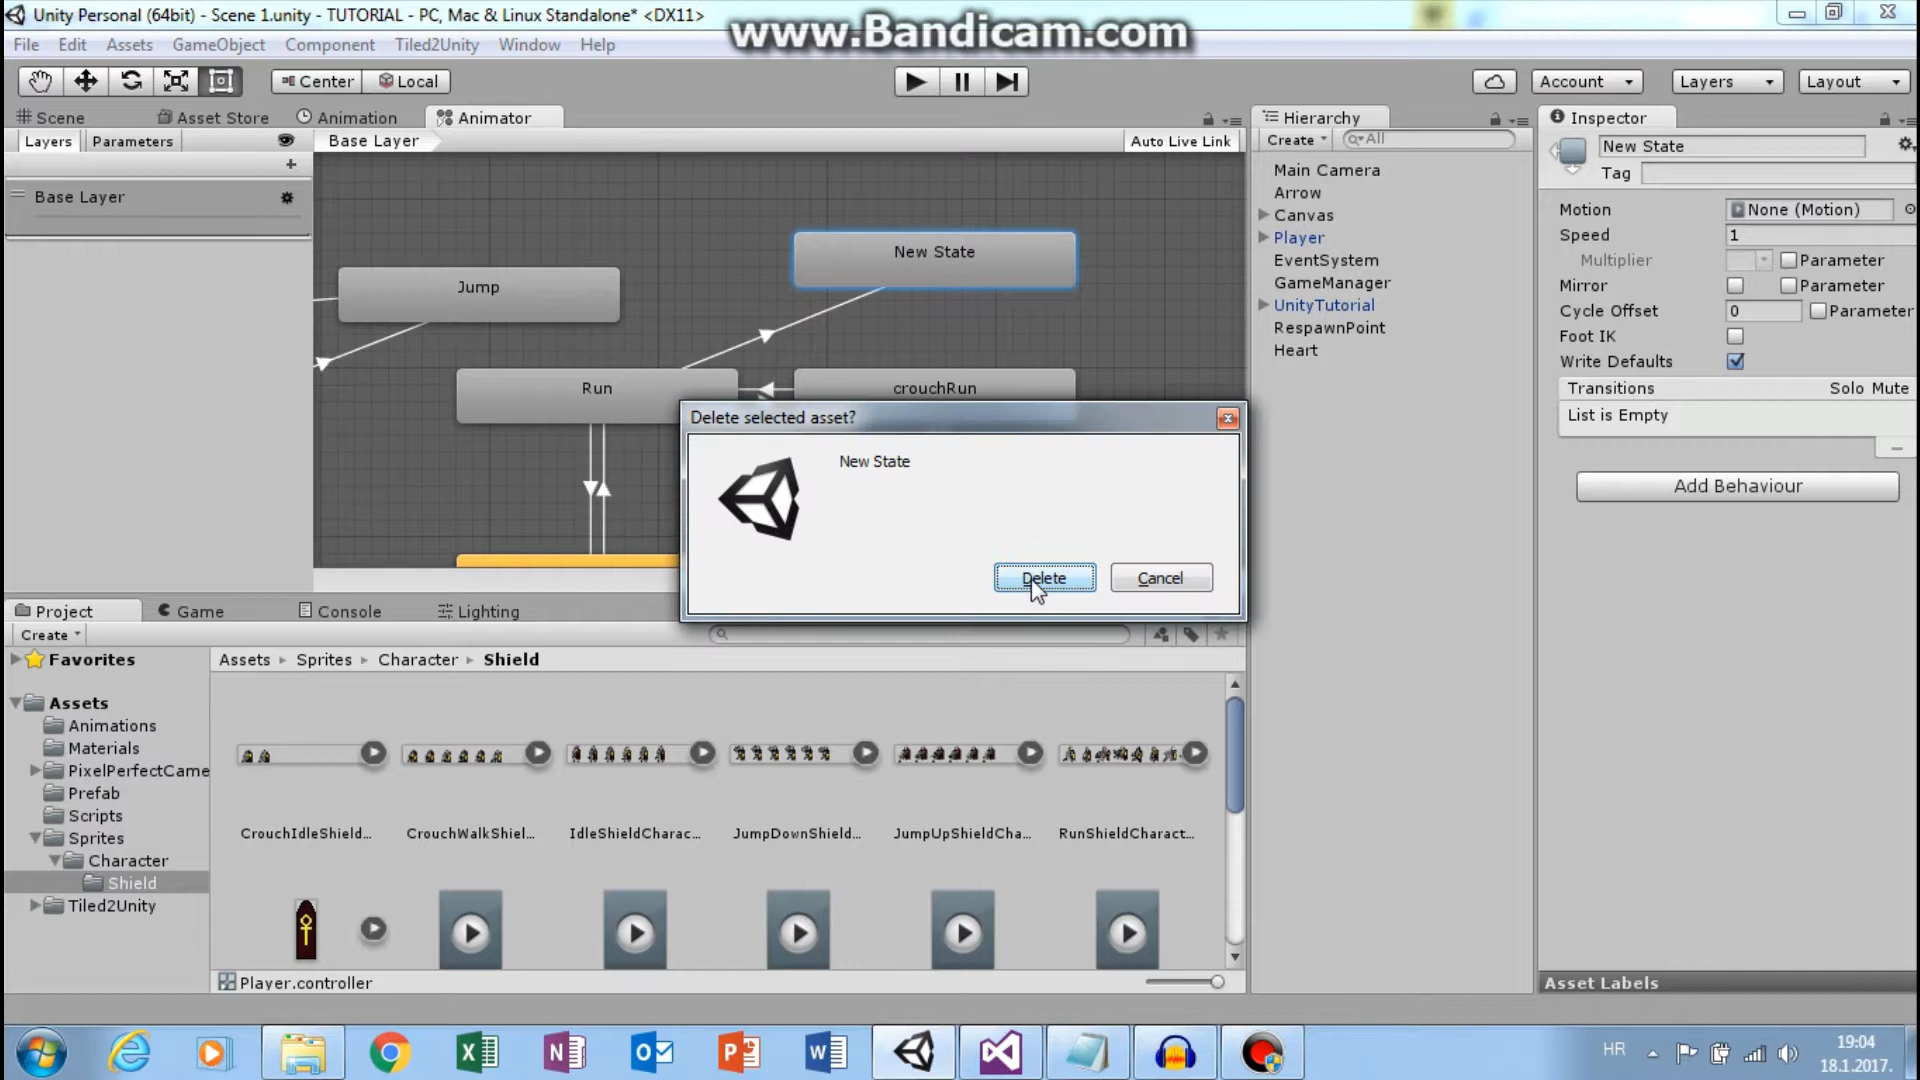 Unity Personal (64bit) - Scene 1.unity - TUTORIAL - PC, Mac & Linux Standalone* <DX11>
www.Bandicam.com
File Edit Assets GameObject Component Tiled2Unity Window Help
Center Local Account Layers Layout
Scene Asset Store Animation Animator Hierarchy Inspector
Layers Parameters Base Layer Auto Live Link Create All New State
Tag
Base Layer
Jump
New State
Run
crouchRun
Main Camera
Arrow
Canvas
Player
EventSystem
GameManager
UnityTutorial
RespawnPoint
Heart
Motion None (Motion)
Speed 1
Multiplier Parameter
Mirror Parameter
Cycle Offset 0 Parameter
Foot IK
Write Defaults
Transitions Solo Mute
List is Empty
Add Behaviour
Delete selected asset?
New State
Delete Cancel
Project Game Console Lighting
Create
Favorites
Assets
Animations
Materials
PixelPerfectCame
Prefab
Scripts
Sprites
Character
Shield
Tiled2Unity
Assets Sprites Character Shield
CrouchIdleShield... CrouchWalkShiel... IdleShieldCharac... JumpDownShield... JumpUpShieldCha... RunShieldCharact...
Player.controller
Asset Labels
HR 19:04
18.1.2017.